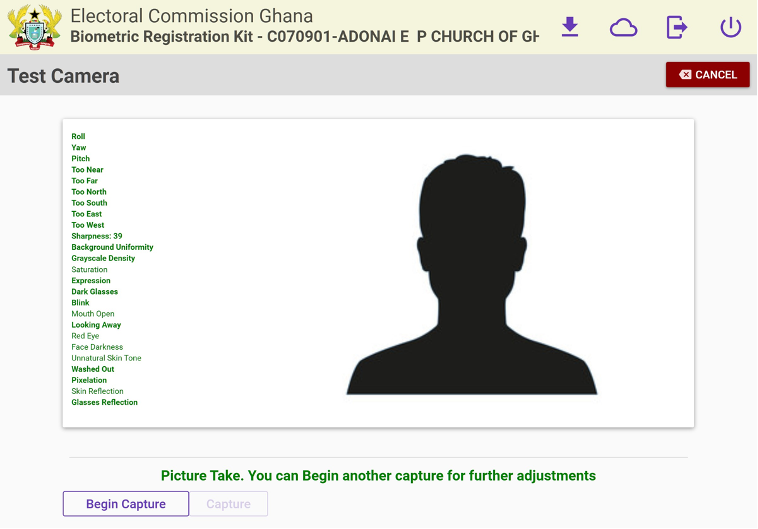 Electoral Commission Ghana
Biometric Registration Kit - C070901-ADONAI E P CHURCH OF GH
Test Camera
CANCEL
Roll
Yaw
Pitch
Too Near
Too Far
Too North
Too South
Too East
Too West
Sharpness: 39
Background Uniformity
Grayscale Density
Saturation
Expression
Dark Glasses
Blink
Mouth Open
Looking Away
Red Eye
Face Darkness
Unnatural Skin Tone
Washed Out
Pixelation
Skin Reflection
Glasses Reflection
Picture Take. You can Begin another capture for further adjustments
Begin Capture
Capture